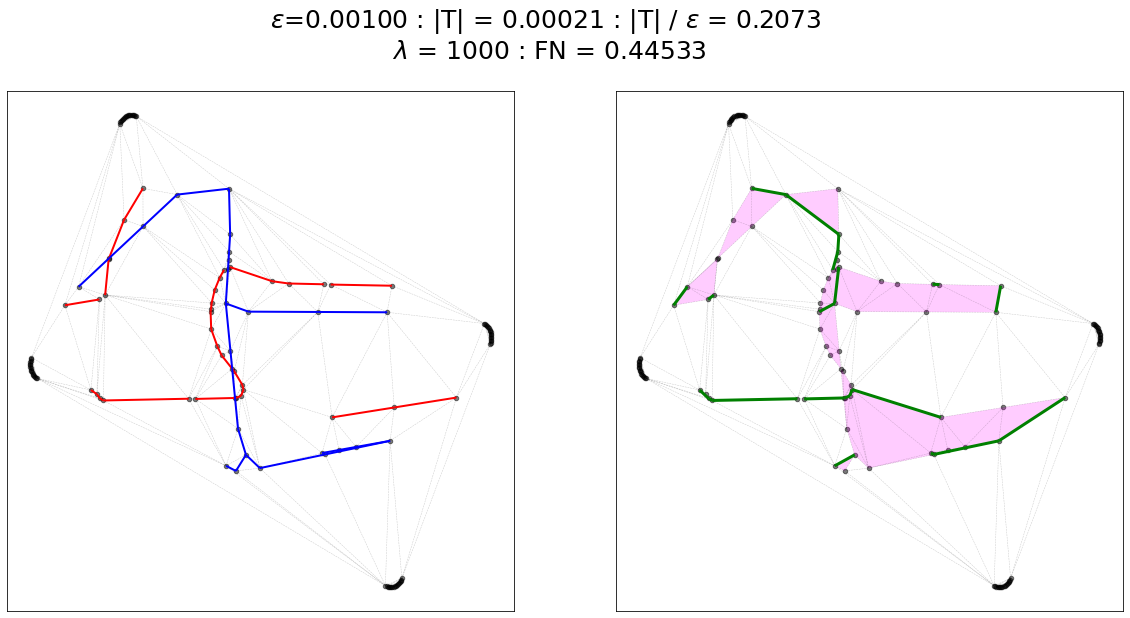 ε=0.00100 : |T| = 0.00021 : |T| / ε = 0.2073
λ = 1000 : FN = 0.44533